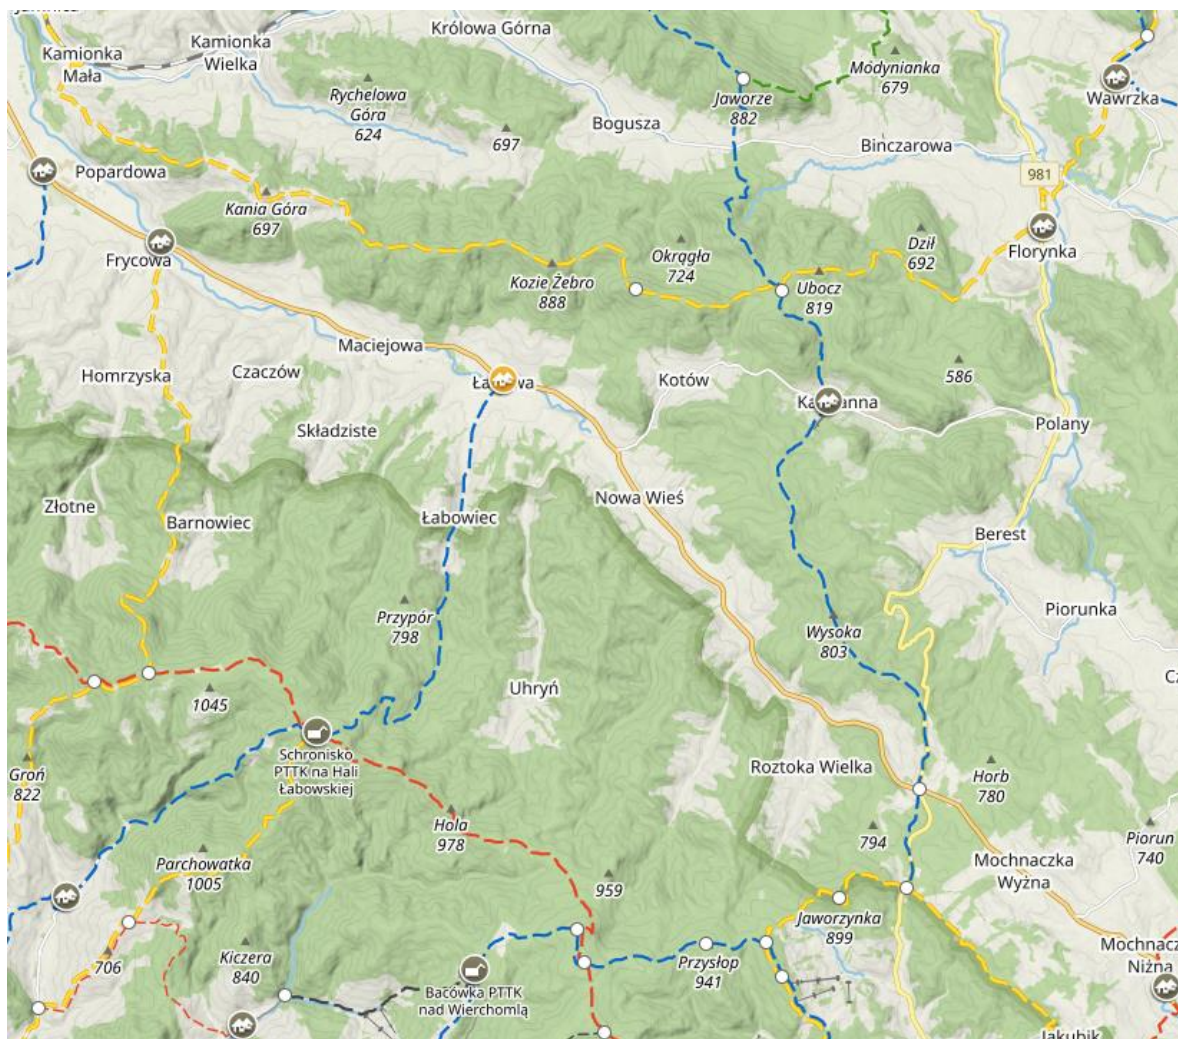 Kamionka
Mała
Kamionka
Wielka
Królowa Górna
Módynianka
679
Wawrzka
Rychelowa
Góra
624
697
Jaworze
882
Bogusza
Binczarowa
981
Popardowa
Kania Góra
697
Frycowa
Kozie Żebro
888
Okrągła
724
Ubocz
819
Dził
692
Florynka
Maciejowa
Homrzyska
Czaczów
Kotów
586
Składziste
Polany
Złotne
Barnowiec
Łabowiec
Nowa Wieś
Berest
Przypór
798
Wysoka
803
Piorunka
1045
Uhryń
Schronisko
PTTK na Hali
Łabowskiej
Groń
822
Roztoka Wielka
Horb
780
Hola
978
794
Piorun
740
Parchowatka
1005
959
Mochnaczka
Wyżna
Jaworzynka
899
Kiczera
840
706
Przysłop
941
Bacówka PTTK
nad Wierchomlą
Mochnacz
Niżna